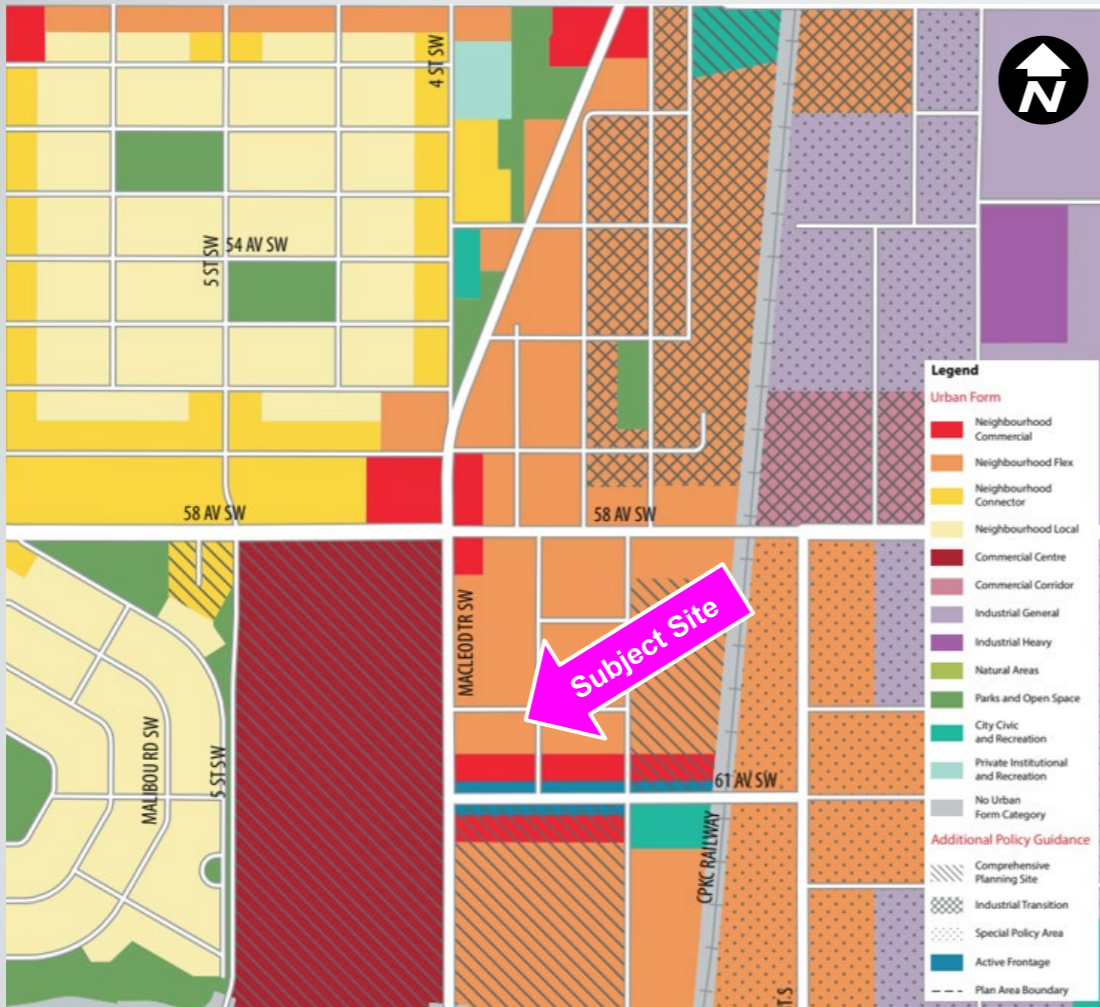 4 ST SW
N
5 ST SW
54 AV SW
58 AV SW
58 AV SW
MACLEOD TR SW
Subject Site
MALIBOU RD SW
5 ST SW
61 AV SW
CPKC RAILWAY
Legend
Urban Form
Neighbourhood
Commercial
Neighbourhood Flex
Neighbourhood
Connector
Neighbourhood Local
Commercial Centre
Commercial Corridor
Industrial General
Industrial Heavy
Natural Areas
Parks and Open Space
City Civic
and Recreation
Private Institutional
and Recreation
No Urban
Form Category
Additional Policy Guidance
Comprehensive
Planning Site
Industrial Transition
Special Policy Area
Active Frontage
Plan Area Boundary